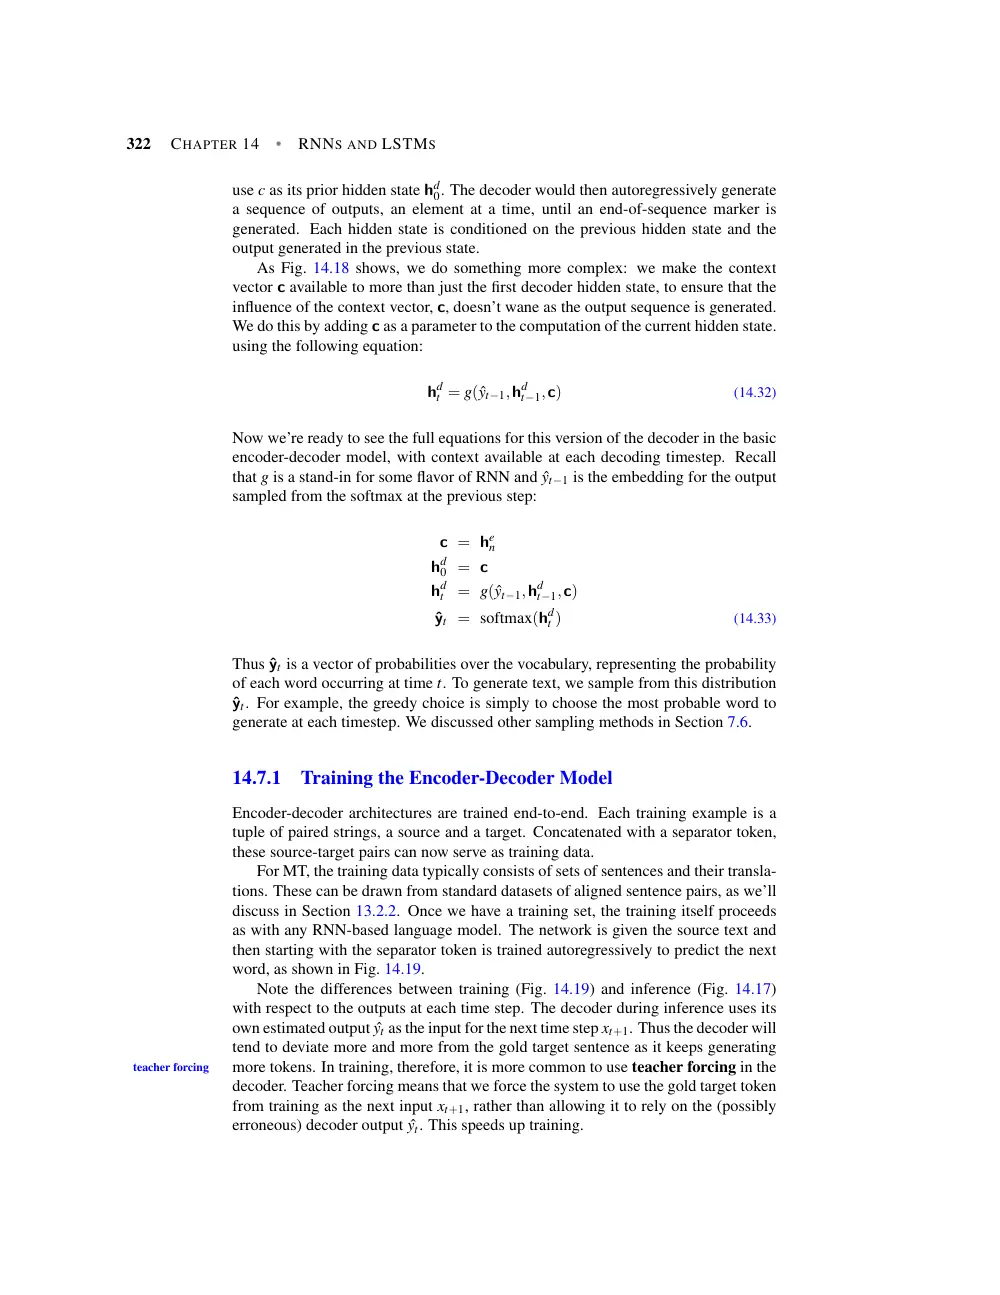 322 CHAPTER 14 • RNNS AND LSTMS
use c as its prior hidden state h^d_0. The decoder would then autoregressively generate
a sequence of outputs, an element at a time, until an end-of-sequence marker is
generated. Each hidden state is conditioned on the previous hidden state and the
output generated in the previous state.
As Fig. 14.18 shows, we do something more complex: we make the context
vector c available to more than just the first decoder hidden state, to ensure that the
influence of the context vector, c, doesn't wane as the output sequence is generated.
We do this by adding c as a parameter to the computation of the current hidden state.
using the following equation:
h^d_t = g(ŷ_{t−1}, h^d_{t−1}, c) (14.32)
Now we're ready to see the full equations for this version of the decoder in the basic
encoder-decoder model, with context available at each decoding timestep. Recall
that g is a stand-in for some flavor of RNN and ŷ_{t−1} is the embedding for the output
sampled from the softmax at the previous step:
c = h^e_n
h^d_0 = c
h^d_t = g(ŷ_{t−1}, h^d_{t−1}, c)
ŷ_t = softmax(h^d_t) (14.33)
Thus ŷ_t is a vector of probabilities over the vocabulary, representing the probability
of each word occurring at time t. To generate text, we sample from this distribution
ŷ_t. For example, the greedy choice is simply to choose the most probable word to
generate at each timestep. We discussed other sampling methods in Section 7.6.
14.7.1 Training the Encoder-Decoder Model
Encoder-decoder architectures are trained end-to-end. Each training example is a
tuple of paired strings, a source and a target. Concatenated with a separator token,
these source-target pairs can now serve as training data.
For MT, the training data typically consists of sets of sentences and their transla-
tions. These can be drawn from standard datasets of aligned sentence pairs, as we'll
discuss in Section 13.2.2. Once we have a training set, the training itself proceeds
as with any RNN-based language model. The network is given the source text and
then starting with the separator token is trained autoregressively to predict the next
word, as shown in Fig. 14.19.
Note the differences between training (Fig. 14.19) and inference (Fig. 14.17)
with respect to the outputs at each time step. The decoder during inference uses its
own estimated output ŷ_t as the input for the next time step x_{t+1}. Thus the decoder will
tend to deviate more and more from the gold target sentence as it keeps generating
teacher forcing more tokens. In training, therefore, it is more common to use teacher forcing in the
decoder. Teacher forcing means that we force the system to use the gold target token
from training as the next input x_{t+1}, rather than allowing it to rely on the (possibly
erroneous) decoder output ŷ_t. This speeds up training.